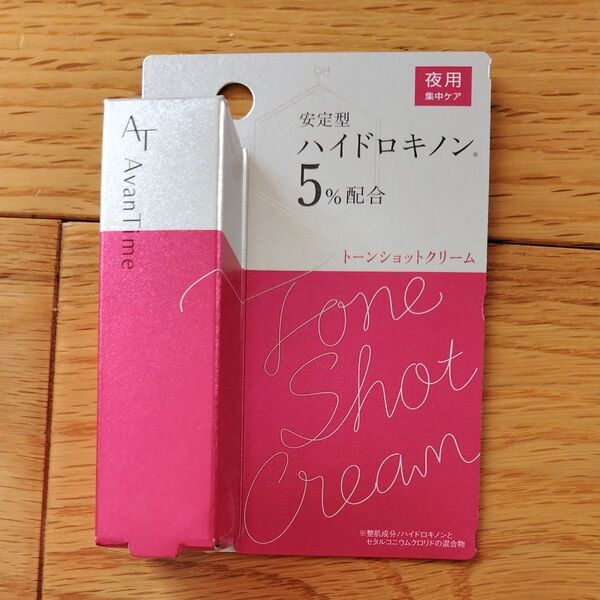 AT AvanTime
OH
夜用
集中ケア
安定型
ハイドロキノン※
5%配合
トーンショットクリーム
Tone
Shot
Cream
※整肌成分/ハイドロキノンと
セタルコニウムクロリドの混合物